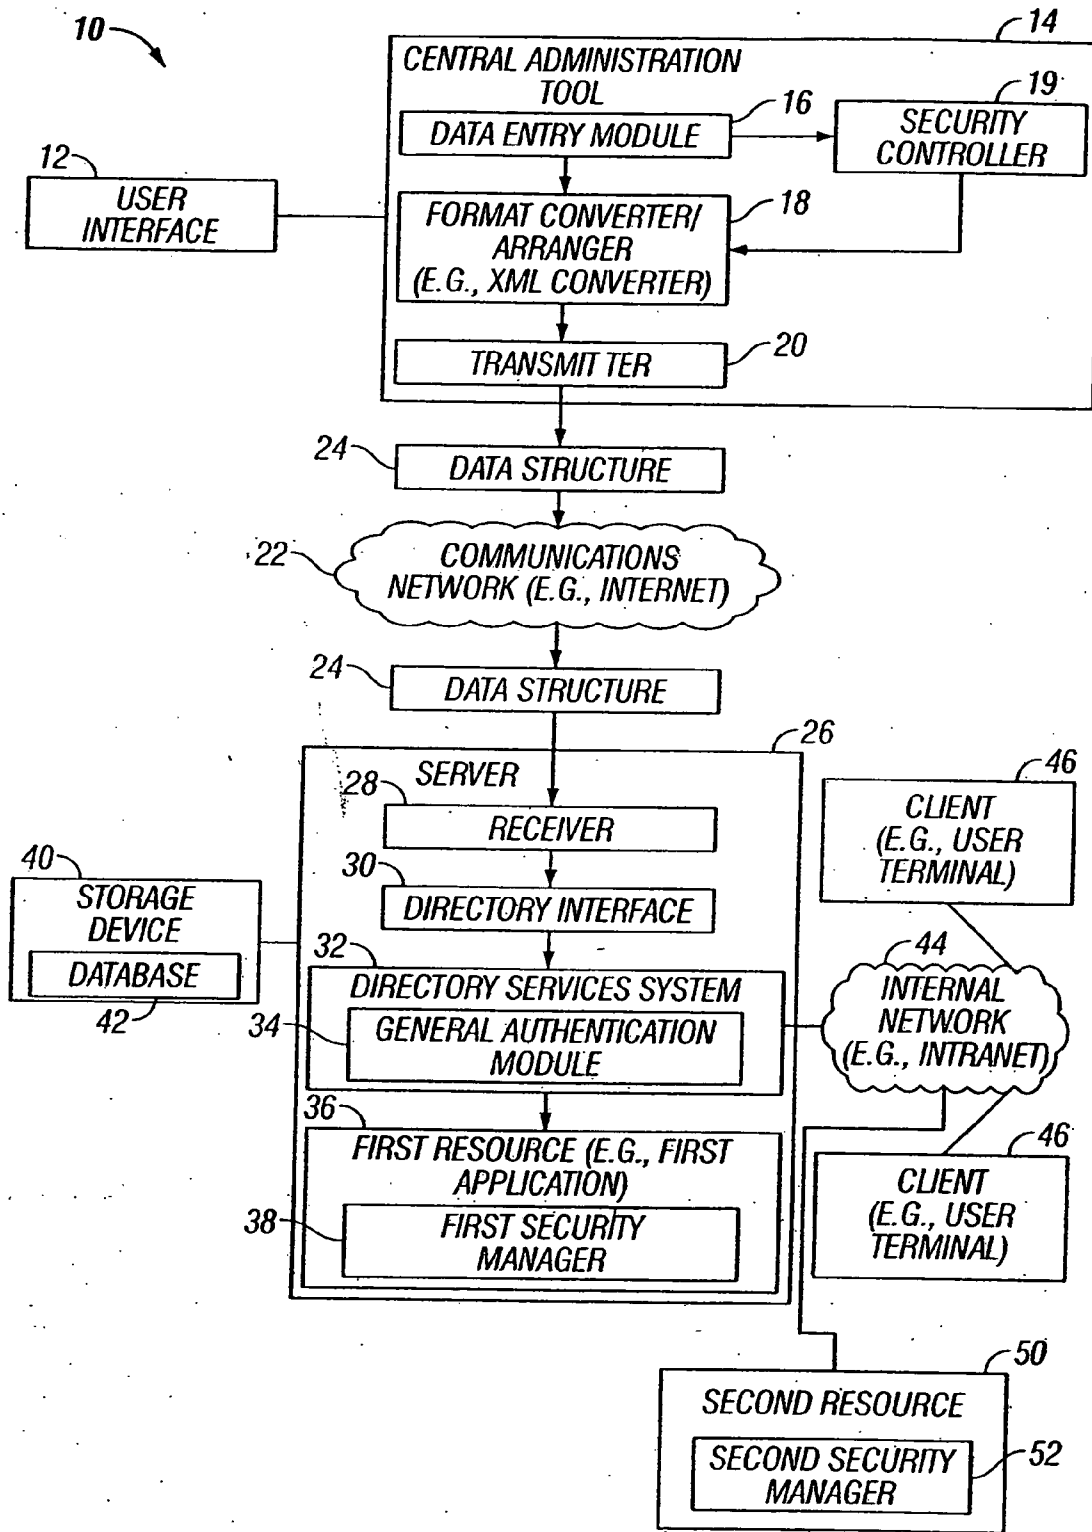 10
14
CENTRAL ADMINISTRATION
TOOL
16
19
DATA ENTRY MODULE
SECURITY
CONTROLLER
12
USER
INTERFACE
18
FORMAT CONVERTER/
ARRANGER
(E.G., XML CONVERTER)
20
TRANSMITTER
24
DATA STRUCTURE
22
COMMUNICATIONS
NETWORK (E.G., INTERNET)
24
DATA STRUCTURE
26
SERVER
28
RECEIVER
46
CLIENT
(E.G., USER
TERMINAL)
40
STORAGE
DEVICE
DATABASE
42
30
DIRECTORY INTERFACE
32
DIRECTORY SERVICES SYSTEM
34
GENERAL AUTHENTICATION
MODULE
44
INTERNAL
NETWORK
(E.G., INTRANET)
36
FIRST RESOURCE (E.G., FIRST
APPLICATION)
38
FIRST SECURITY
MANAGER
46
CLIENT
(E.G., USER
TERMINAL)
50
SECOND RESOURCE
SECOND SECURITY
MANAGER
52